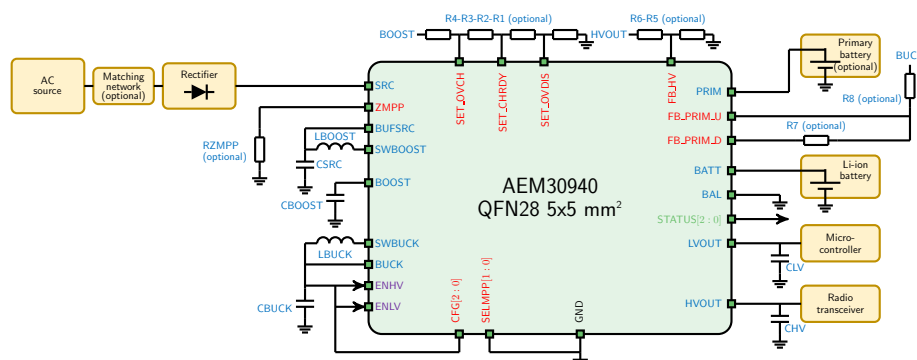 R4-R3-R2-R1 (optional)
R6-R5 (optional)
BOOST
HVOUT
Primary
battery
(optional)
BUC
AC
source
Matching
network
(optional)
Rectifier
SRC
ZMPP
BUFSRC
SWBOOST
BOOST
SWBUCK
BUCK
ENHV
ENLV
RZMPP
(optional)
LBOOST
CSRC
CBOOST
LBUCK
CBUCK
SET_OVCH
SET_CHRDY
SET_OVDIS
FB_HV
AEM30940
QFN28 5x5 mm²
CFG[2 : 0]
SELMPP[1 : 0]
GND
PRIM
FB_PRIM_U
FB_PRIM_D
BATT
BAL
STATUS[2 : 0]
LVOUT
HVOUT
R8 (optional)
R7 (optional)
Li-ion
battery
Micro-
controller
CLV
Radio
transceiver
CHV